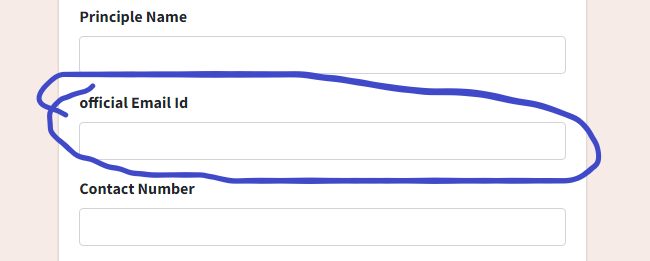 Principle Name
official Email Id
Contact Number